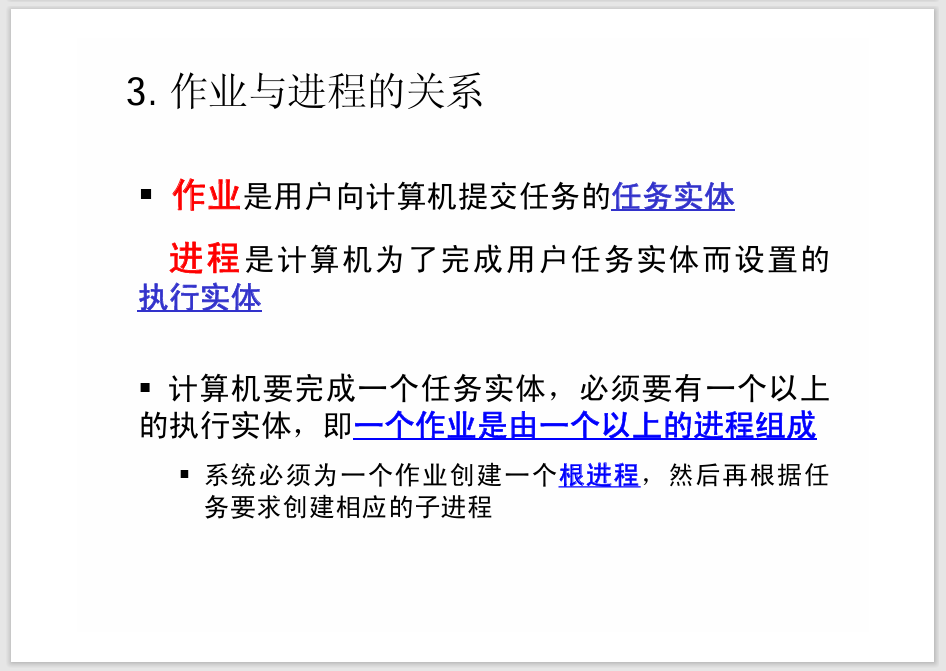 3. 作业与进程的关系
▪ 作业是用户向计算机提交任务的任务实体
进程是计算机为了完成用户任务实体而设置的
执行实体
▪ 计算机要完成一个任务实体，必须要有一个以上
的执行实体，即一个作业是由一个以上的进程组成
▪ 系统必须为一个作业创建一个根进程，然后再根据任
务要求创建相应的子进程